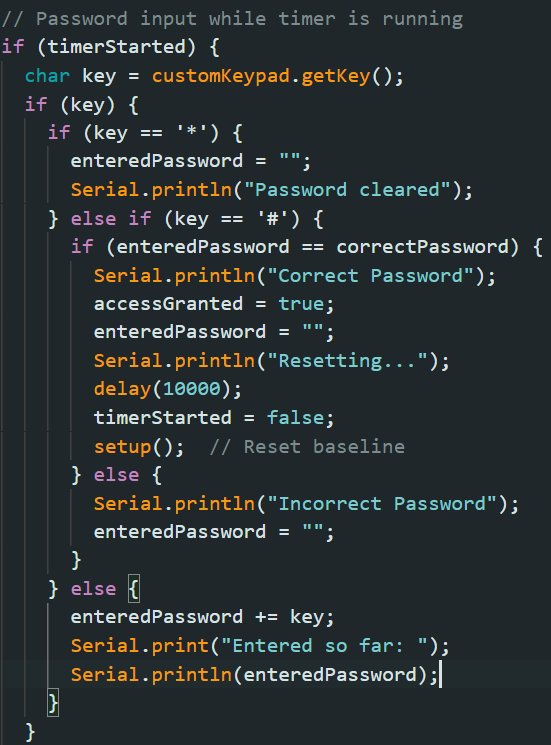 // Password input while timer is running
if (timerStarted) {
  char key = customKeypad.getKey();
  if (key) {
    if (key == '*') {
      enteredPassword = "";
      Serial.println("Password cleared");
    } else if (key == '#') {
      if (enteredPassword == correctPassword) {
        Serial.println("Correct Password");
        accessGranted = true;
        enteredPassword = "";
        Serial.println("Resetting...");
        delay(10000);
        timerStarted = false;
        setup();  // Reset baseline
      } else {
        Serial.println("Incorrect Password");
        enteredPassword = "";
      }
    } else {
      enteredPassword += key;
      Serial.print("Entered so far: ");
      Serial.println(enteredPassword);
    }
  }